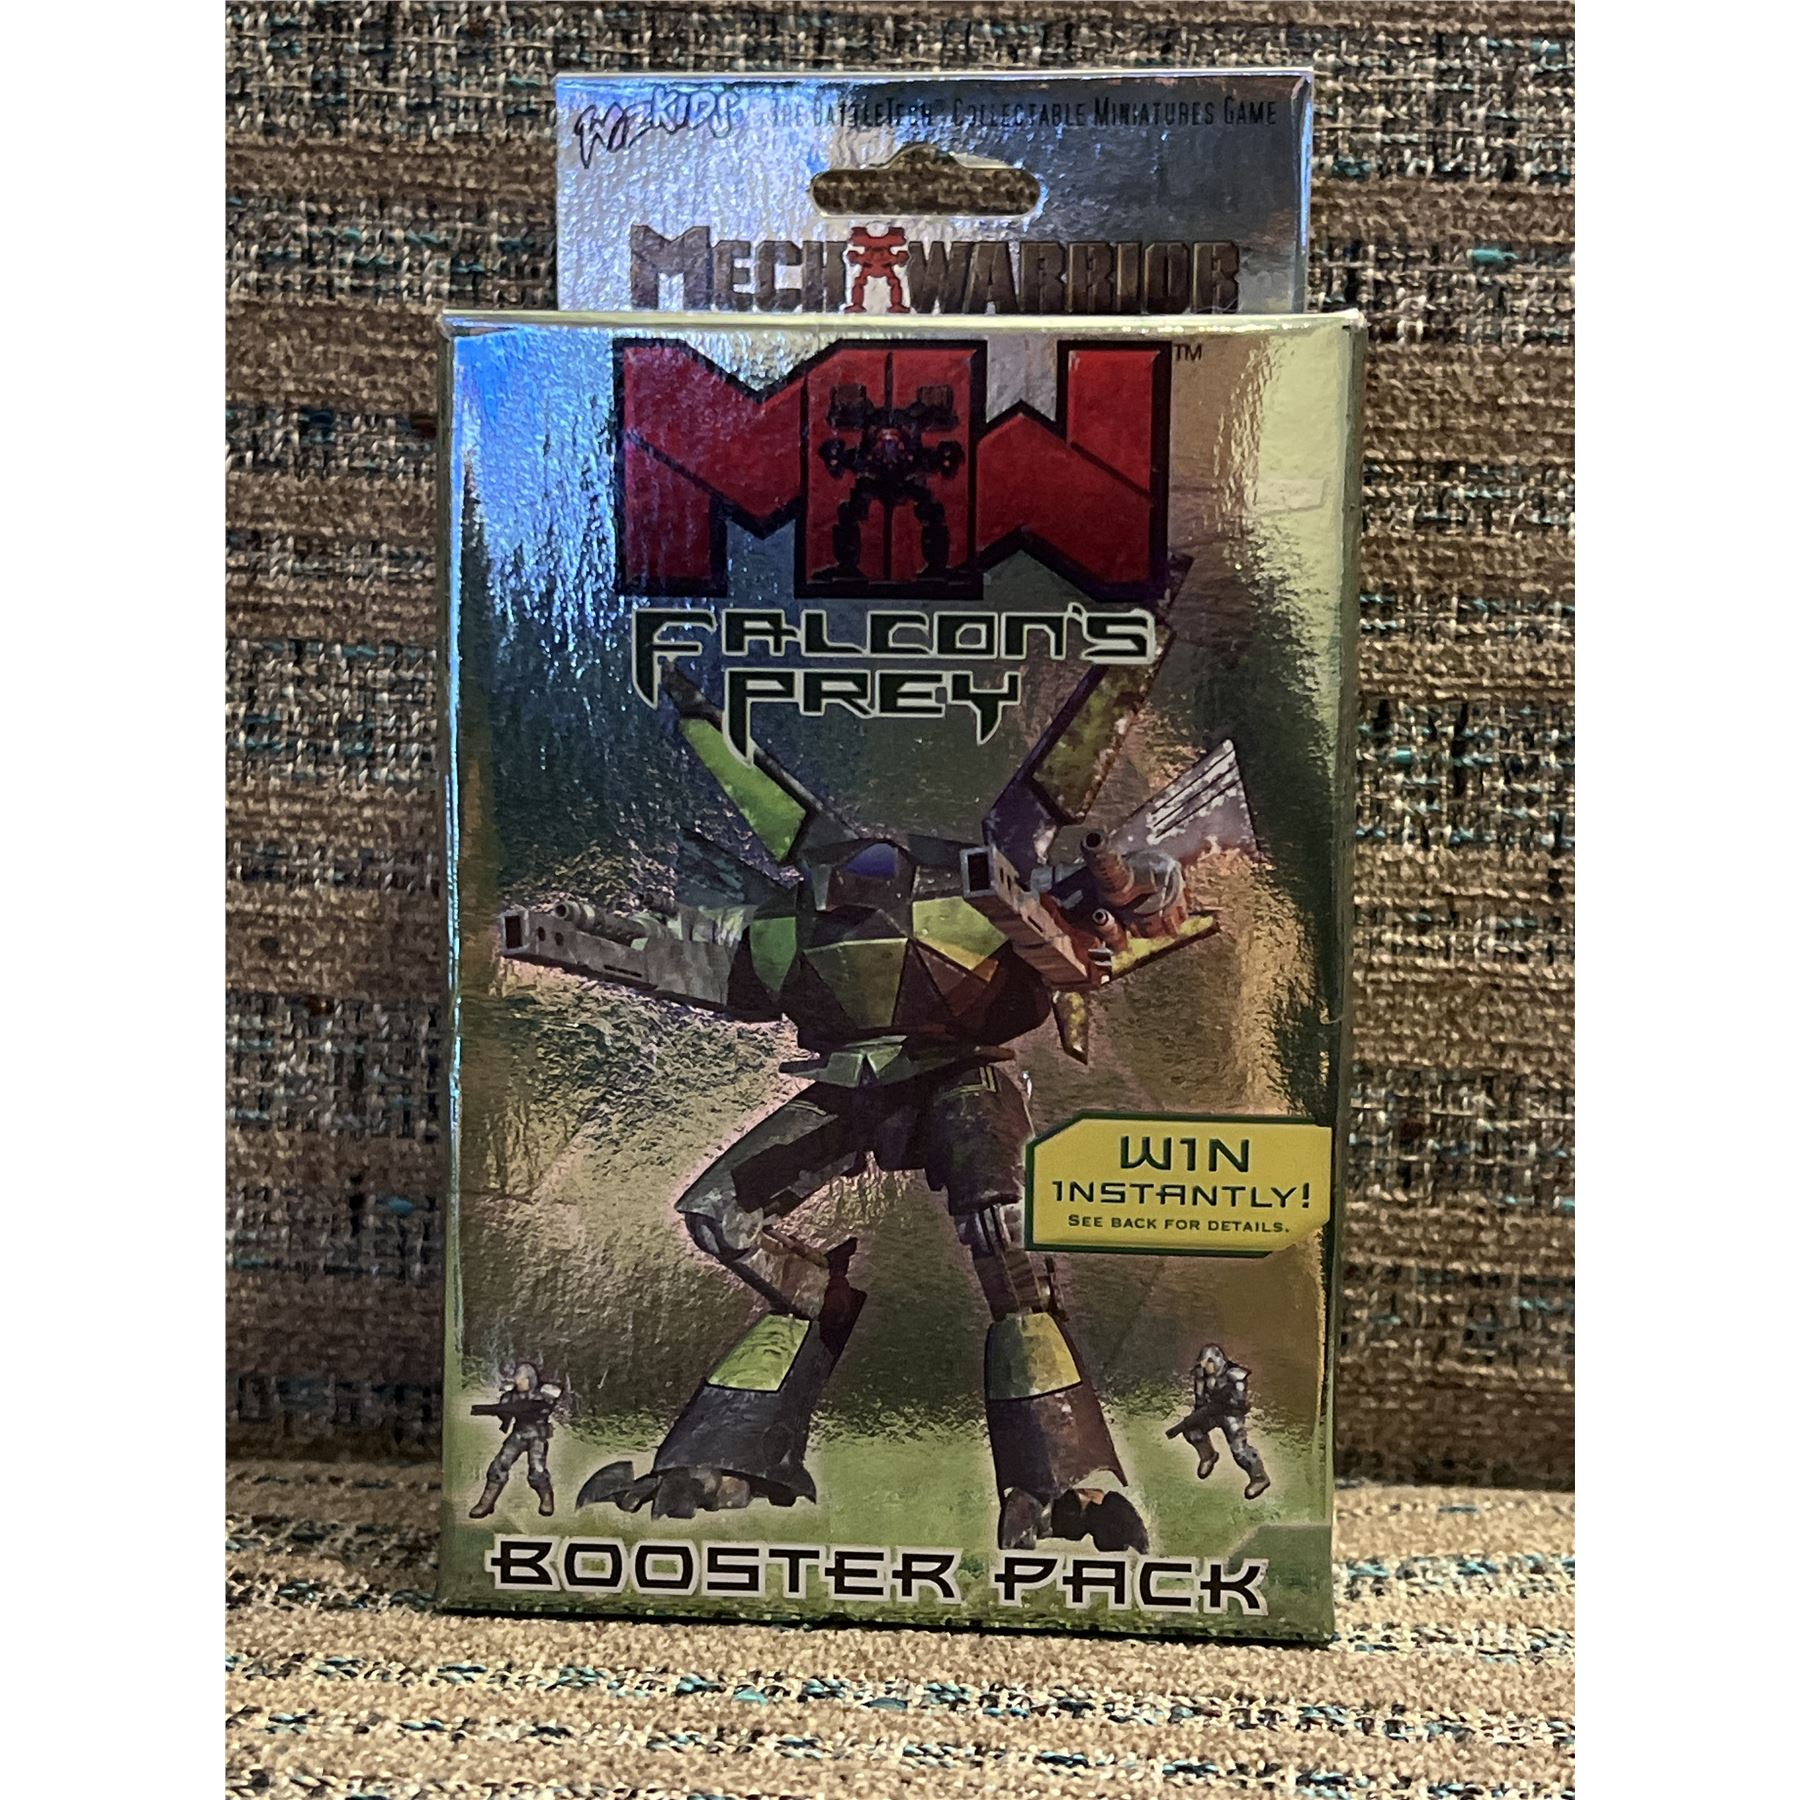 WIZKIDS® THE BATTLETECH® COLLECTABLE MINIATURES GAME
MECHWARRIOR
MW™
FALCON'S
PREY
WIN
INSTANTLY!
SEE BACK FOR DETAILS.
BOOSTER PACK